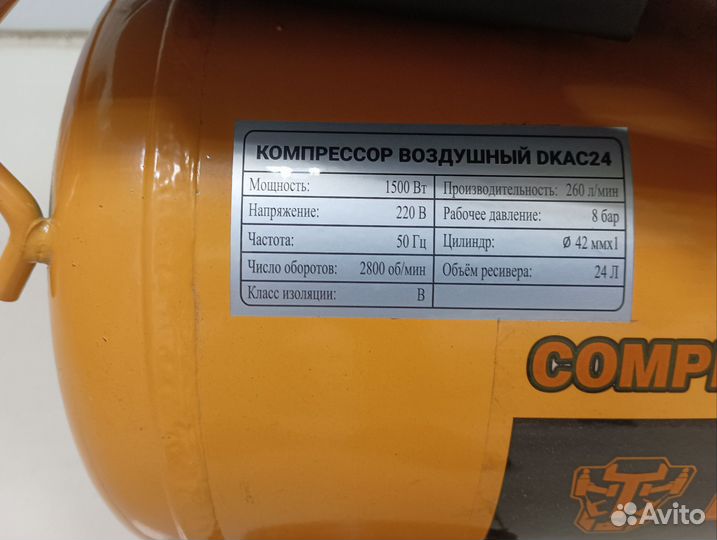 КОМПРЕССОР ВОЗДУШНЫЙ DKAC24
Мощность: 1500 Вт Производительность: 260 л/мин
Напряжение: 220 В Рабочее давление: 8 бар
Частота: 50 Гц Цилиндр: Ø 42 ммх1
Число оборотов: 2800 об/мин Объём ресивера: 24 Л
Класс изоляции: В
COMP
Avito